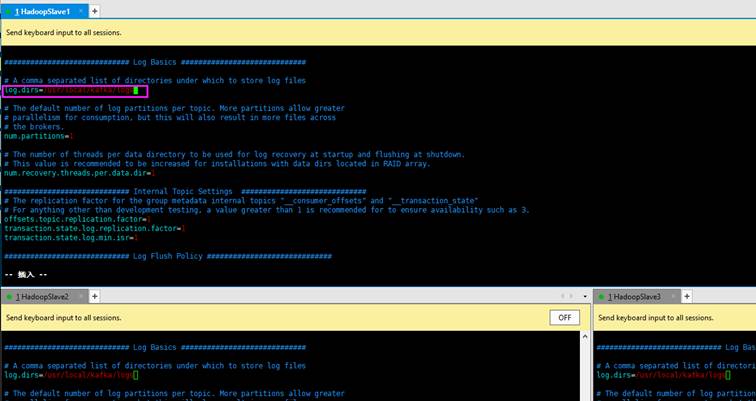 1 HadoopSlave1
Send keyboard input to all sessions.
############################ Log Basics ############################
# A comma separated list of directories under which to store log files
log.dirs=/usr/local/kafka/logs
# The default number of log partitions per topic. More partitions allow greater
# parallelism for consumption, but this will also result in more files across
# the brokers.
num.partitions=1
# The number of threads per data directory to be used for log recovery at startup and flushing at shutdown.
# This value is recommended to be increased for installations with data dirs located in RAID array.
num.recovery.threads.per.data.dir=1
############################ Internal Topic Settings ############################
# The replication factor for the group metadata internal topics "__consumer_offsets" and "__transaction_state"
# For anything other than development testing, a value greater than 1 is recommended for to ensure availability such as 3.
offsets.topic.replication.factor=1
transaction.state.log.replication.factor=1
transaction.state.log.min.isr=1
############################ Log Flush Policy ############################
-- 插入 --
1 HadoopSlave2
Send keyboard input to all sessions.
OFF
############################ Log Basics ############################
# A comma separated list of directories under which to store log files
log.dirs=/usr/local/kafka/logs
# The default number of log partitions per topic. More partitions allow greater
1 HadoopSlave3
Send keyboard input to all sessions.
############################ Log Bas
# A comma separated list of directori
log.dirs=/usr/local/kafka/logs
# The default number of log partition